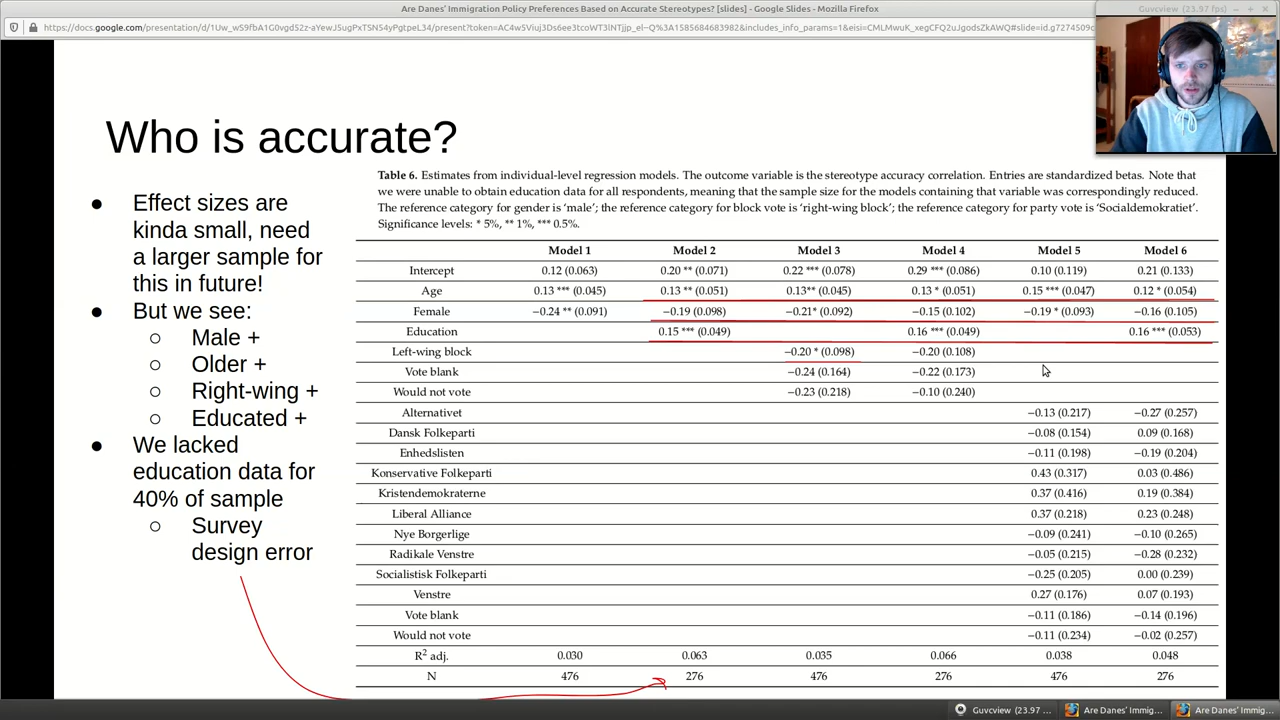 Are Danes' Immigration Policy Preferences Based on Accurate Stereotypes? [slides] - Google Slides - Mozilla Firefox
Guvcview (23.97 fps)
Who is accurate?
● Effect sizes are
kinda small, need
a larger sample for
this in future!
● But we see:
○ Male +
○ Older +
○ Right-wing +
○ Educated +
● We lacked
education data for
40% of sample
○ Survey
design error
Table 6. Estimates from individual-level regression models. The outcome variable is the stereotype accuracy correlation. Entries are standardized betas. Note that
we were unable to obtain education data for all respondents, meaning that the sample size for the models containing that variable was correspondingly reduced.
The reference category for gender is 'male'; the reference category for block vote is 'right-wing block'; the reference category for party vote is 'Socialdemokratiet'.
Significance levels: * 5%, ** 1%, *** 0.5%.
Model 1 Model 2 Model 3 Model 4 Model 5 Model 6
Intercept 0.12 (0.063) 0.20 ** (0.071) 0.22 *** (0.078) 0.29 *** (0.086) 0.10 (0.119) 0.21 (0.133)
Age 0.13 *** (0.045) 0.13 ** (0.051) 0.13** (0.045) 0.13 * (0.051) 0.15 *** (0.047) 0.12 * (0.054)
Female −0.24 ** (0.091) −0.19 (0.098) −0.21* (0.092) −0.15 (0.102) −0.19 * (0.093) −0.16 (0.105)
Education 0.15 *** (0.049) 0.16 *** (0.049) 0.16 *** (0.053)
Left-wing block −0.20 * (0.098) −0.20 (0.108)
Vote blank −0.24 (0.164) −0.22 (0.173)
Would not vote −0.23 (0.218) −0.10 (0.240)
Alternativet −0.13 (0.217) −0.27 (0.257)
Dansk Folkeparti −0.08 (0.154) 0.09 (0.168)
Enhedslisten −0.11 (0.198) −0.19 (0.204)
Konservative Folkeparti 0.43 (0.317) 0.03 (0.486)
Kristendemokraterne 0.37 (0.416) 0.19 (0.384)
Liberal Alliance 0.37 (0.218) 0.23 (0.248)
Nye Borgerlige −0.09 (0.241) −0.10 (0.265)
Radikale Venstre −0.05 (0.215) −0.28 (0.232)
Socialistisk Folkeparti −0.25 (0.205) 0.00 (0.239)
Venstre 0.27 (0.176) 0.07 (0.193)
Vote blank −0.11 (0.186) −0.14 (0.196)
Would not vote −0.11 (0.234) −0.02 (0.257)
R² adj. 0.030 0.063 0.035 0.066 0.038 0.048
N 476 276 476 276 476 276
Guvcview (23.97 ... Are Danes' Immig... Are Danes' Immig...